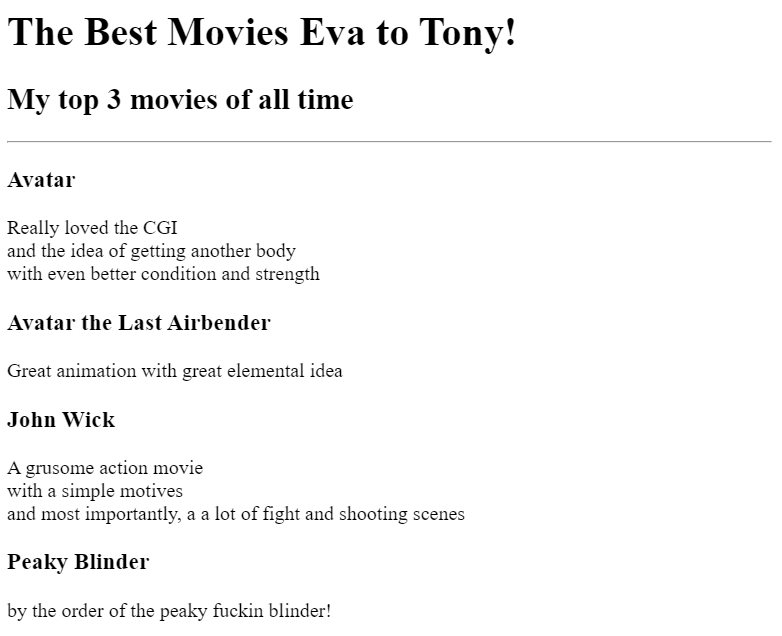 The Best Movies Eva to Tony!
My top 3 movies of all time
Avatar
Really loved the CGI
and the idea of getting another body
with even better condition and strength
Avatar the Last Airbender
Great animation with great elemental idea
John Wick
A grusome action movie
with a simple motives
and most importantly, a a lot of fight and shooting scenes
Peaky Blinder
by the order of the peaky fuckin blinder!